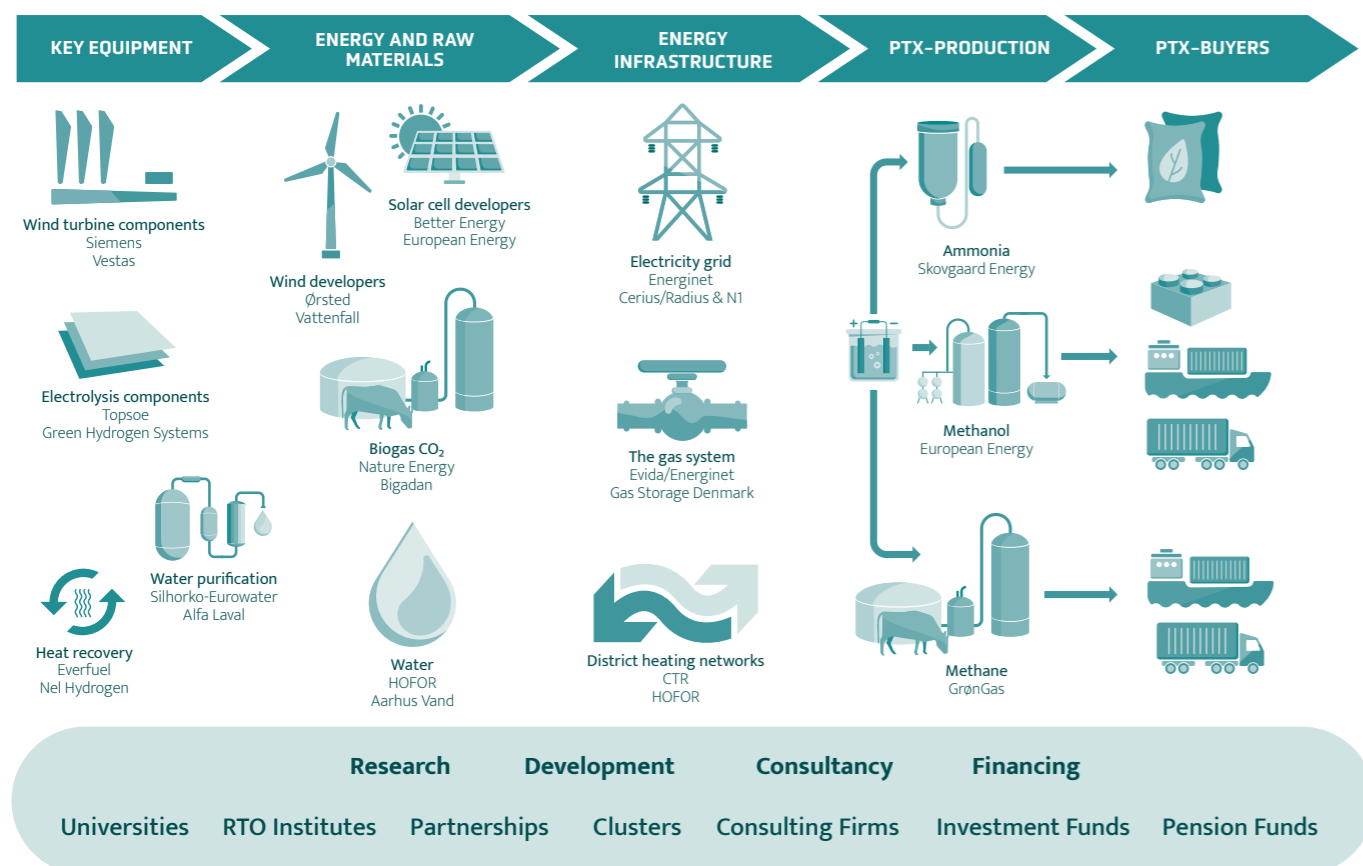 KEY EQUIPMENT
ENERGY AND RAW
MATERIALS
ENERGY
INFRASTRUCTURE
PTX-PRODUCTION
PTX-BUYERS
Wind turbine components
Siemens
Vestas
Electrolysis components
Topsoe
Green Hydrogen Systems
Water purification
Silhorko-Eurowater
Alfa Laval
Heat recovery
Everfuel
Nel Hydrogen
Solar cell developers
Better Energy
European Energy
Wind developers
Ørsted
Vattenfall
Biogas CO₂
Nature Energy
Bigadan
Water
HOFOR
Aarhus Vand
Electricity grid
Energinet
Cerius/Radius & N1
The gas system
Evida/Energinet
Gas Storage Denmark
District heating networks
CTR
HOFOR
Ammonia
Skovgaard Energy
+ -
Methanol
European Energy
Methane
GrønGas
Research Development Consultancy Financing
Universities RTO Institutes Partnerships Clusters Consulting Firms Investment Funds Pension Funds